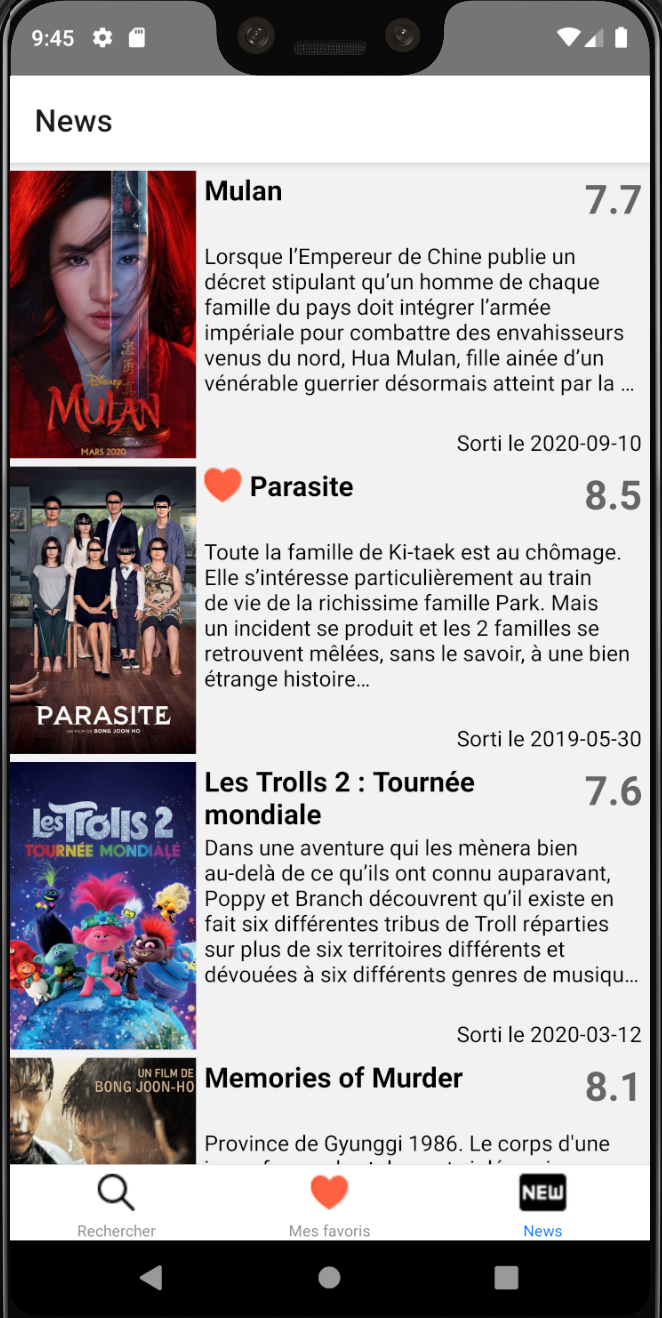 9:45
News
Mulan
7.7
Lorsque l’Empereur de Chine publie un
décret stipulant qu’un homme de chaque
famille du pays doit intégrer l’armée
impériale pour combattre des envahisseurs
venus du nord, Hua Mulan, fille ainée d’un
vénérable guerrier désormais atteint par la …
Sorti le 2020-09-10
忠
勇
真
Disney
MULAN
MARS 2020
Parasite
8.5
Toute la famille de Ki-taek est au chômage.
Elle s’intéresse particulièrement au train
de vie de la richissime famille Park. Mais
un incident se produit et les 2 familles se
retrouvent mêlées, sans le savoir, à une bien
étrange histoire…
Sorti le 2019-05-30
PARASITE
UN FILM DE BONG JOON HO
Les Trolls 2 : Tournée
mondiale
7.6
Dans une aventure qui les mènera bien
au-delà de ce qu’ils ont connu auparavant,
Poppy et Branch découvrent qu’il existe en
fait six différentes tribus de Troll réparties
sur plus de six territoires différents et
dévouées à six différents genres de musiqu…
Sorti le 2020-03-12
Les Trolls 2
TOURNÉE MONDIALE
UN FILM DE
BONG JOON-HO
Memories of Murder
8.1
Province de Gyunggi 1986. Le corps d'une
Rechercher
Mes favoris
NEW
News